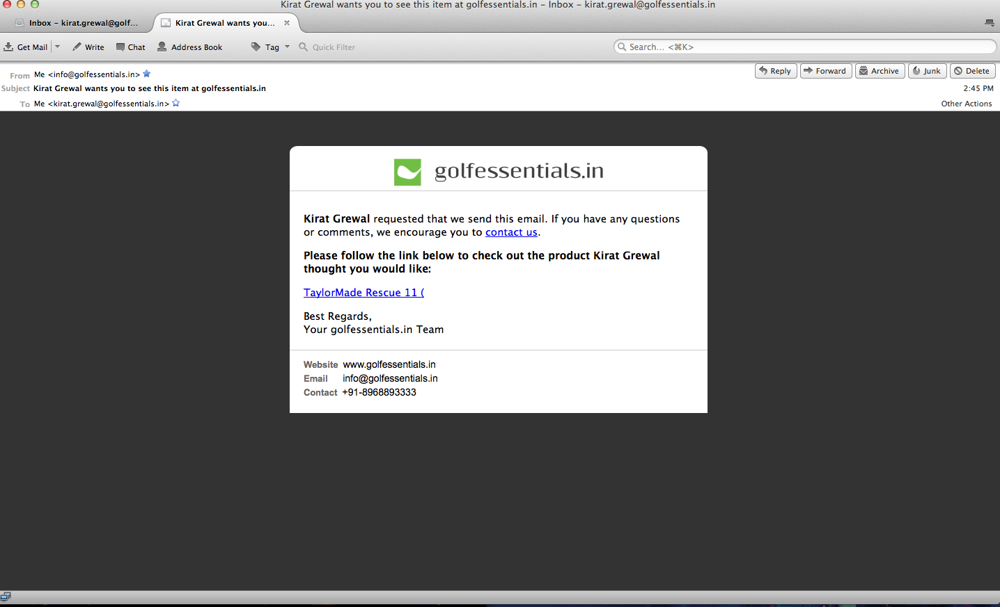 Kirat Grewal wants you to see this item at golfessentials.in - Inbox - kirat.grewal@golfessentials.in
Inbox - kirat.grewal@golf...
Kirat Grewal wants you...
Get Mail
Write
Chat
Address Book
Tag
Quick Filter
Search... <⌘K>
From Me <info@golfessentials.in>
Reply
Forward
Archive
Junk
Delete
Subject Kirat Grewal wants you to see this item at golfessentials.in
2:45 PM
To Me <kirat.grewal@golfessentials.in>
Other Actions
golfessentials.in
Kirat Grewal requested that we send this email. If you have any questions
or comments, we encourage you to contact us.
Please follow the link below to check out the product Kirat Grewal
thought you would like:
TaylorMade Rescue 11 (
Best Regards,
Your golfessentials.in Team
Website www.golfessentials.in
Email info@golfessentials.in
Contact +91-8968893333